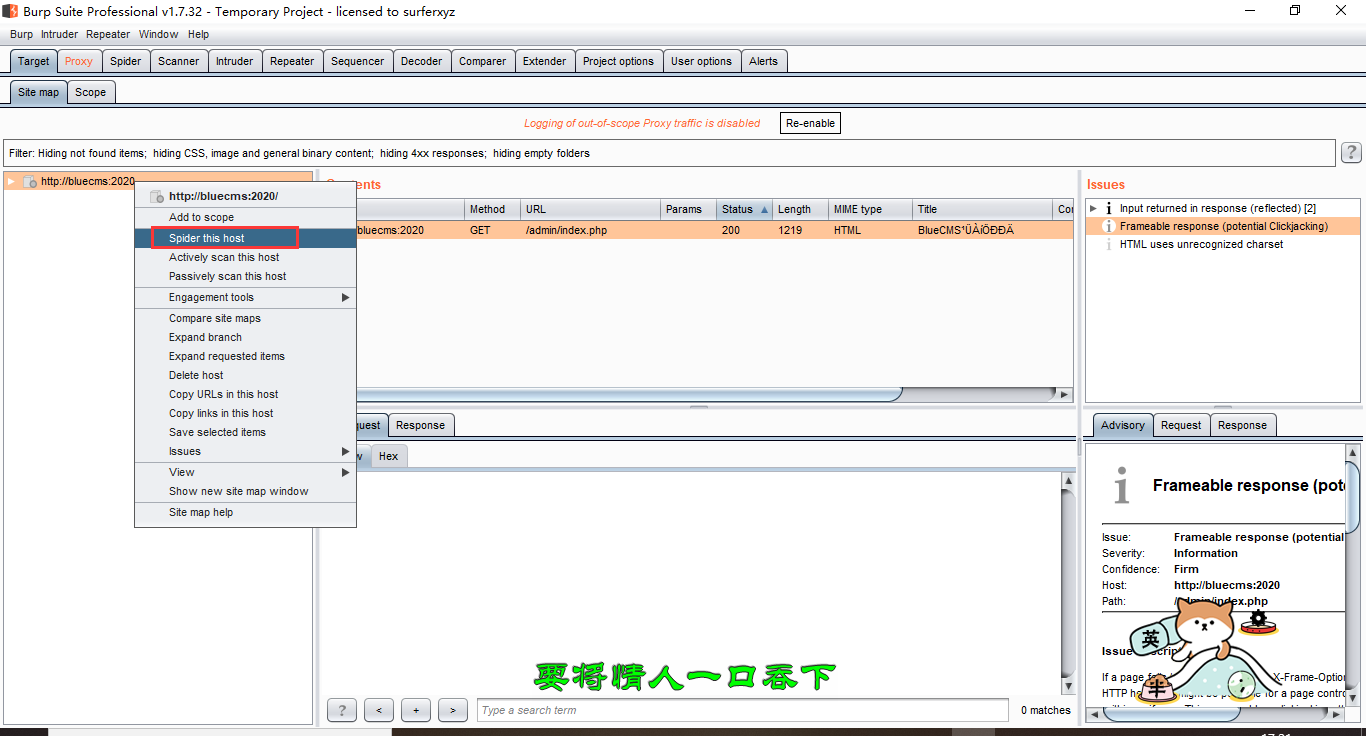 Burp Suite Professional v1.7.32 - Temporary Project - licensed to surferxyz
Burp Intruder Repeater Window Help
Target Proxy Spider Scanner Intruder Repeater Sequencer Decoder Comparer Extender Project options User options Alerts
Site map Scope
Logging of out-of-scope Proxy traffic is disabled Re-enable
Filter: Hiding not found items; hiding CSS, image and general binary content; hiding 4xx responses; hiding empty folders ?
http://bluecms:2020
http://bluecms:2020/
Add to scope
Spider this host
Actively scan this host
Passively scan this host
Engagement tools
Compare site maps
Expand branch
Expand requested items
Delete host
Copy URLs in this host
Copy links in this host
Save selected items
Issues
View
Show new site map window
Site map help
ents
Method URL Params Status Length MIME type Title Co
bluecms:2020 GET /admin/index.php 200 1219 HTML BlueCMS¹ÜÀíÖÐÐÄ
quest Response
w Hex
? < + > Type a search term 0 matches
Issues
Input returned in response (reflected) [2]
Frameable response (potential Clickjacking)
HTML uses unrecognized charset
Advisory Request Response
Frameable response (pot
Issue: Frameable response (potential
Severity: Information
Confidence: Firm
Host: http://bluecms:2020
Path: /admin/index.php
英
半
要将情人一口吞下